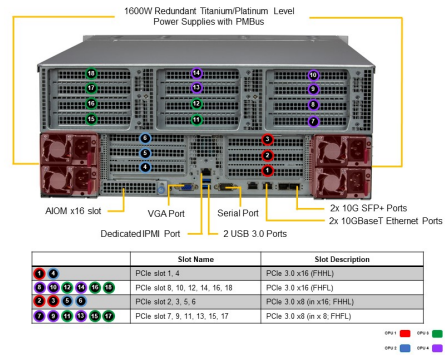 1600W Redundant Titanium/Platinum Level
Power Supplies with PMBus
18 14 10
17 13 9
16 12 8
15 11 7
6 3
5 2
4 1
AIOM x16 slot
VGA Port
Serial Port
2x 10G SFP+ Ports
2x 10GBaseT Ethernet Ports
Dedicated IPMI Port
2 USB 3.0 Ports
Slot Name Slot Description
1 4 PCIe slot 1, 4 PCIe 3.0 x16 (FHHL)
8 10 12 14 16 18 PCIe slot 8, 10, 12, 14, 16, 18 PCIe 3.0 x16 (FHFL)
2 3 5 6 PCIe slot 2, 3, 5, 6 PCIe 3.0 x8 (in x16; FHHL)
7 9 11 13 15 17 PCIe slot 7, 9, 11, 13, 15, 17 PCIe 3.0 x8 (in x 8; FHFL)
CPU 1 CPU 3
CPU 2 CPU 4